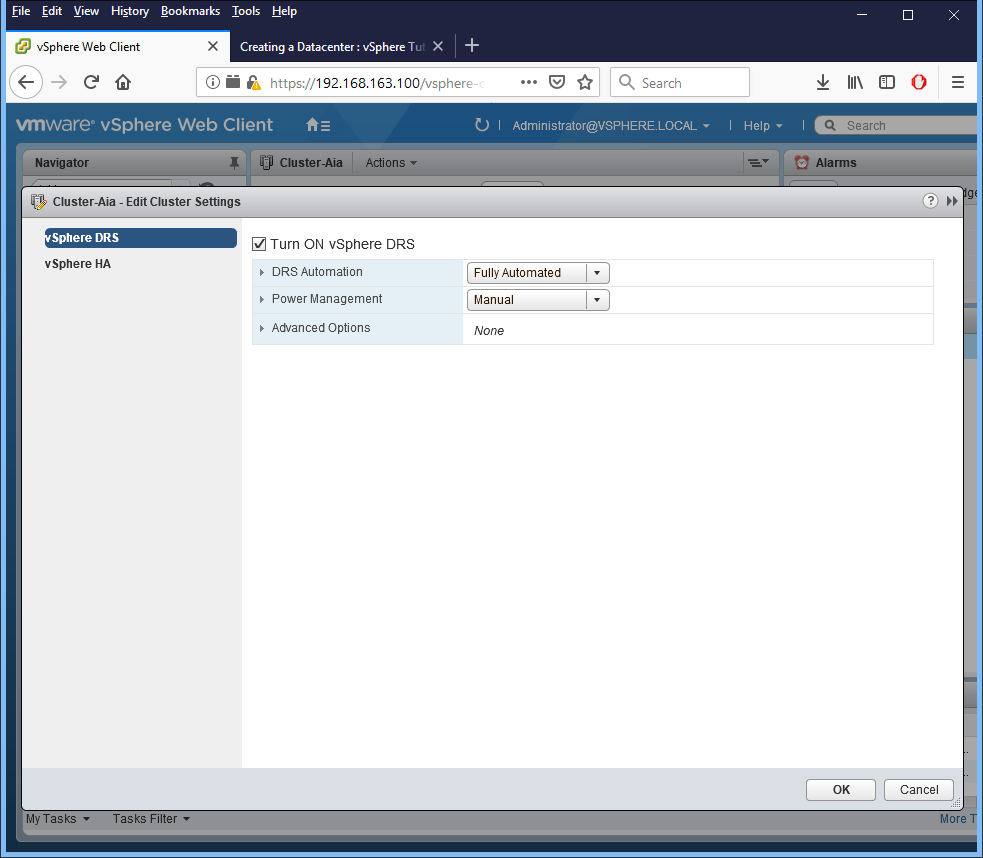 File Edit View History Bookmarks Tools Help
vSphere Web Client
Creating a Datacenter : vSphere Tut
https://192.168.163.100/vsphere-c
Search
vmware® vSphere Web Client
Administrator@VSPHERE.LOCAL
Help
Search
Navigator
Cluster-Aia
Actions
Alarms
Cluster-Aia - Edit Cluster Settings
?
vSphere DRS
vSphere HA
Turn ON vSphere DRS
DRS Automation
Fully Automated
Power Management
Manual
Advanced Options
None
OK
Cancel
My Tasks
Tasks Filter
More T